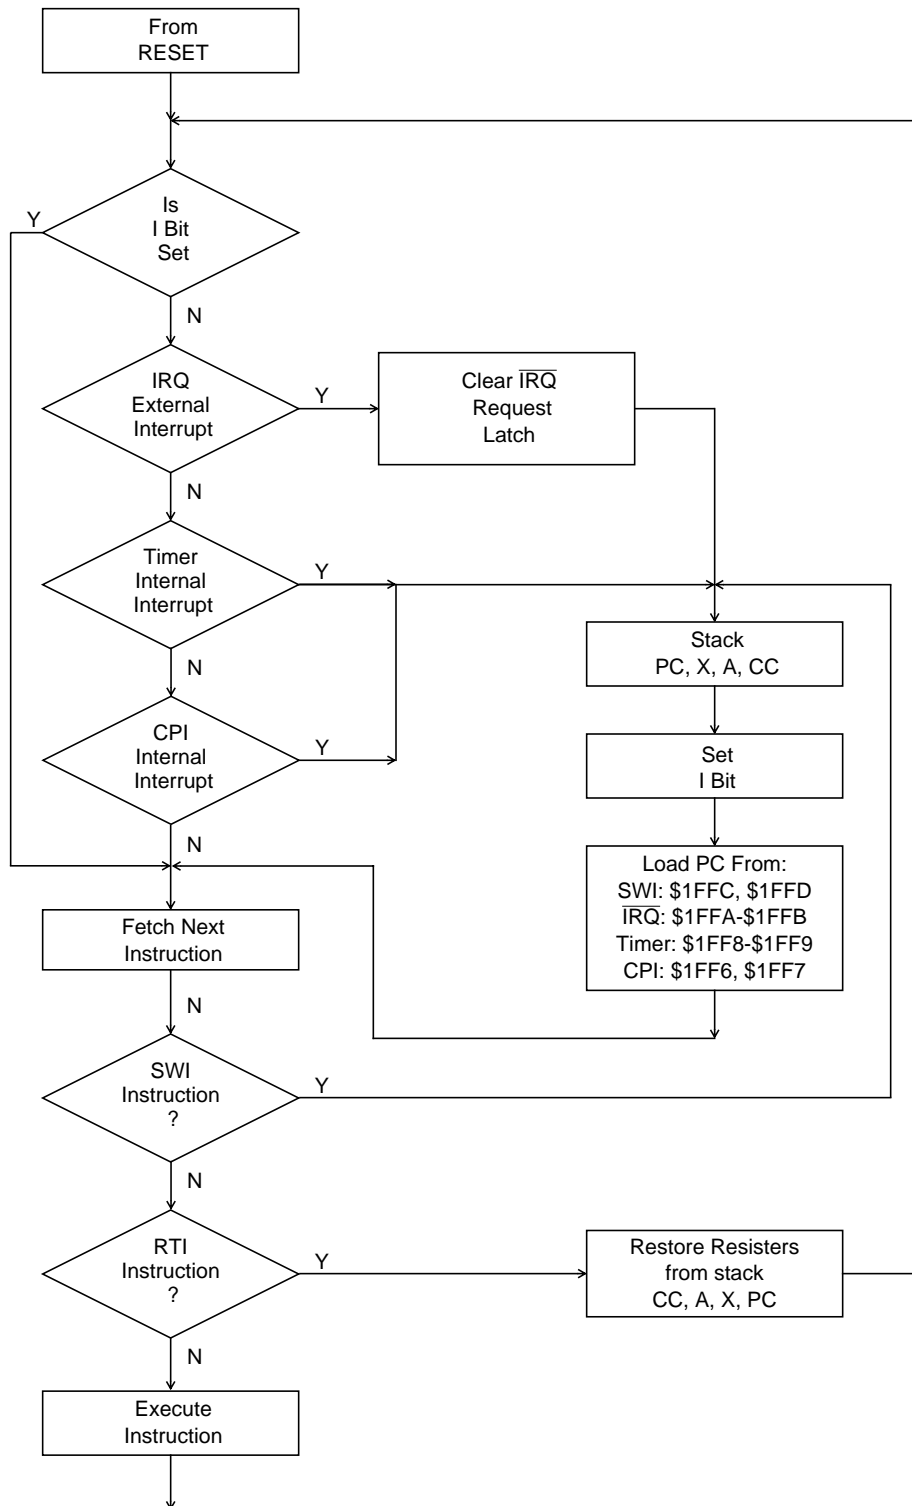 From
RESET
Y
Is
I Bit
Set
N
IRQ
External
Interrupt
Y
Clear I̅R̅Q̅
Request
Latch
N
Timer
Internal
Interrupt
Y
Stack
PC, X, A, CC
N
CPI
Internal
Interrupt
Y
Set
I Bit
N
Load PC From:
SWI: $1FFC, $1FFD
I̅R̅Q̅: $1FFA-$1FFB
Timer: $1FF8-$1FF9
CPI: $1FF6, $1FF7
Fetch Next
Instruction
N
SWI
Instruction
?
Y
N
RTI
Instruction
?
Y
Restore Resisters
from stack
CC, A, X, PC
N
Execute
Instruction